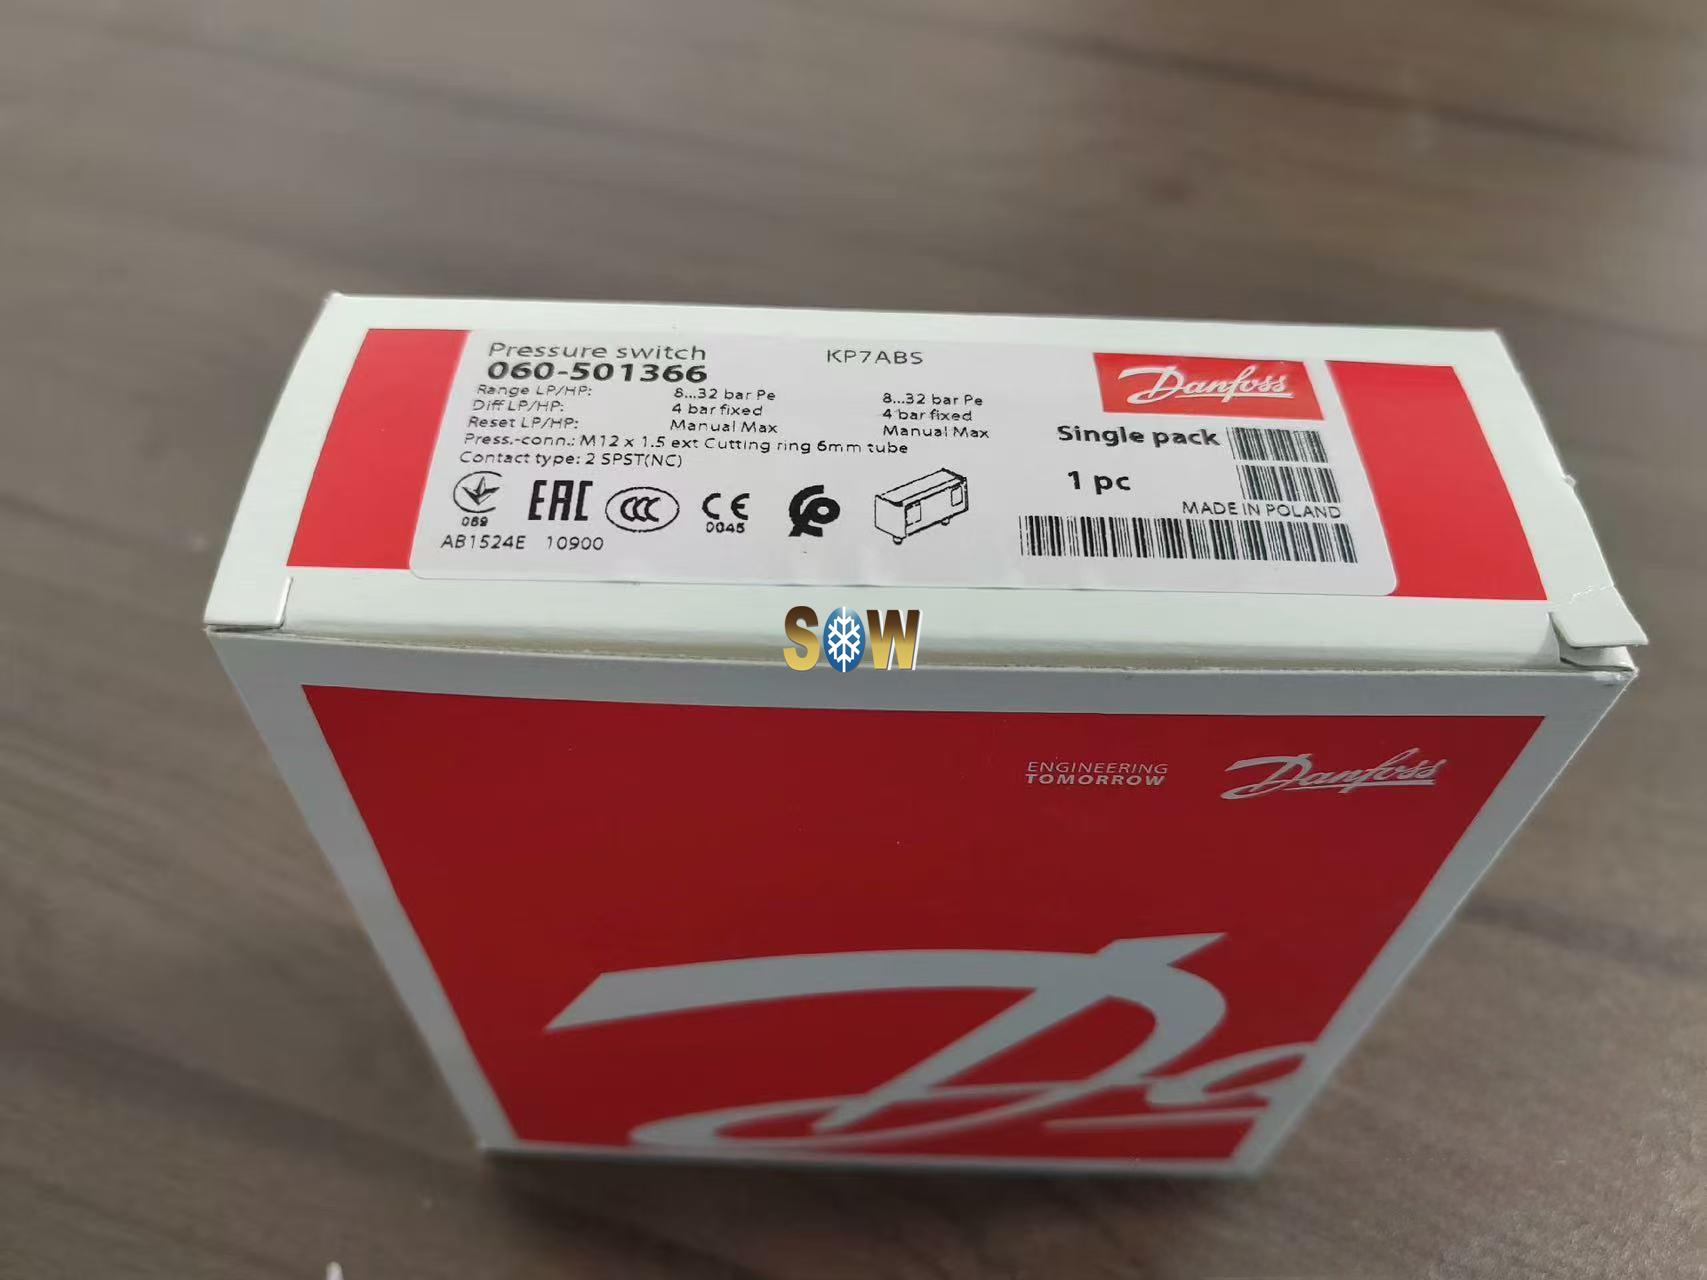 Pressure switch KP7ABS
060-501366
Range LP/HP: 8...32 bar Pe 8...32 bar Pe
Diff LP/HP: 4 bar fixed 4 bar fixed
Reset LP/HP: Manual Max Manual Max
Press.-conn.: M12 x 1.5 ext Cutting ring 6mm tube
Contact type: 2 SPST(NC)
089
EAC
CCC
CE
0045
AB1524E 10900
Danfoss
Single pack
1 pc
MADE IN POLAND
SOW
ENGINEERING
TOMORROW
Danfoss
Da